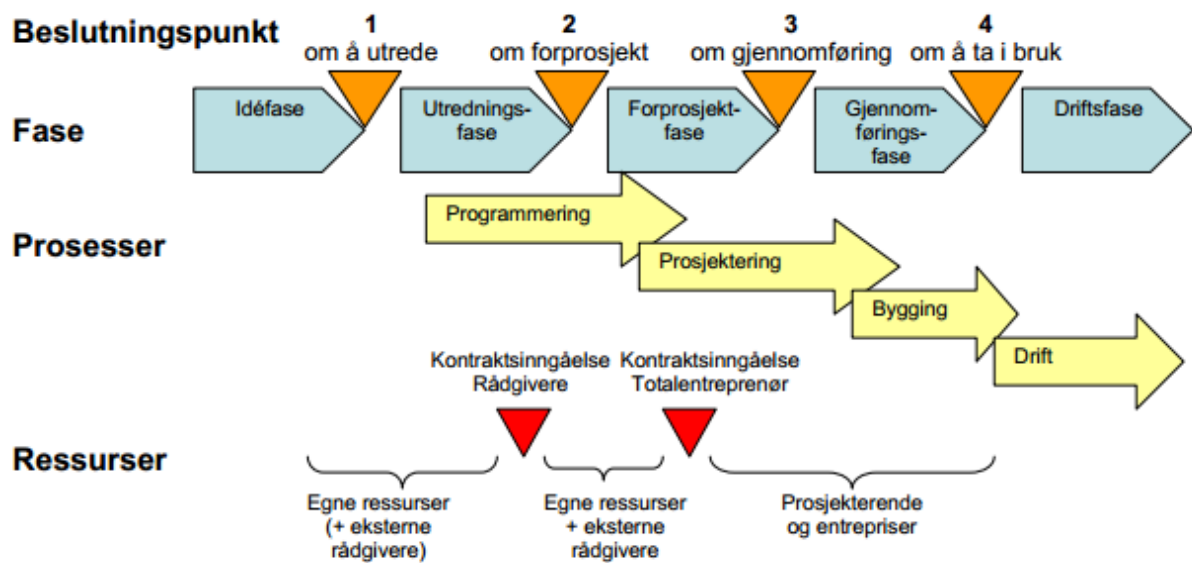 Beslutningspunkt
1
om å utrede
2
om forprosjekt
3
om gjennomføring
4
om å ta i bruk
Fase
Idéfase
Utrednings-
fase
Forprosjekt-
fase
Gjennom-
førings-
fase
Driftsfase
Prosesser
Programmering
Prosjektering
Bygging
Drift
Kontraktsinngåelse
Rådgivere
Kontraktsinngåelse
Totalentreprenør
Ressurser
Egne ressurser
(+ eksterne
rådgivere)
Egne ressurser
+ eksterne
rådgivere
Prosjekterende
og entrepriser